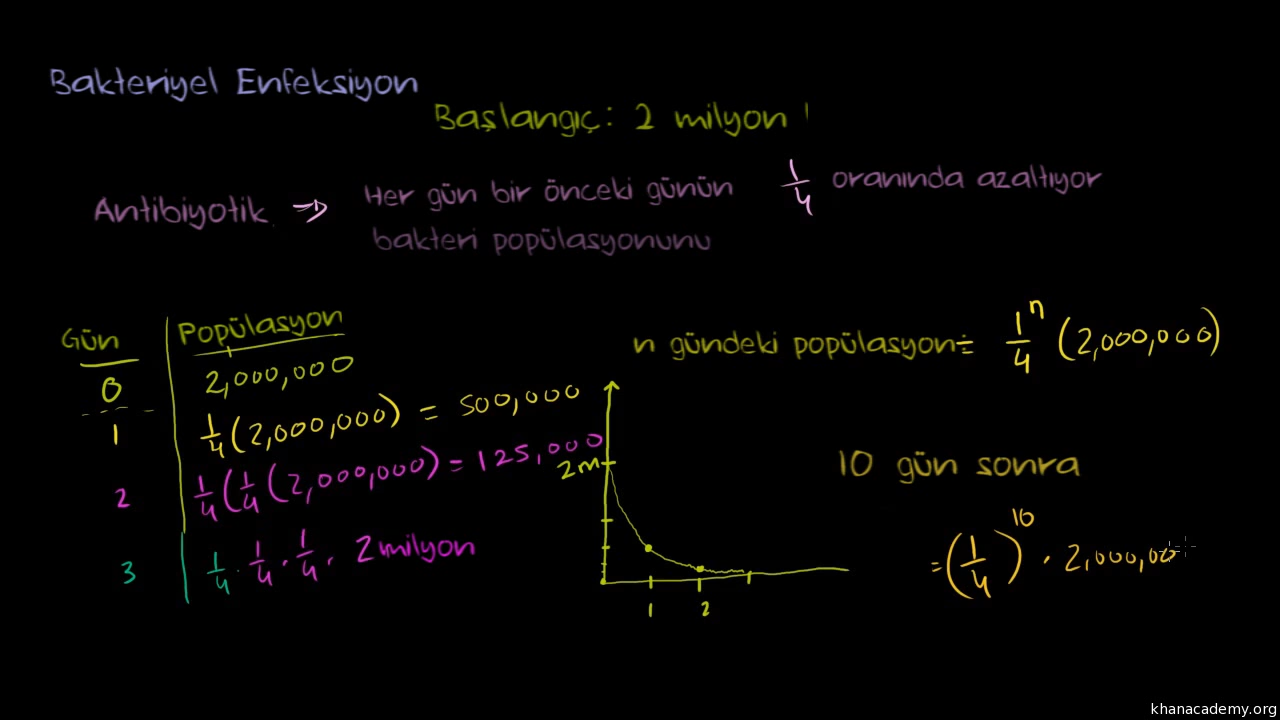 Bakteriyel Enfeksiyon
Başlangıç: 2 milyon
Antibiyotik → Her gün bir önceki günün bakteri popülasyonunu 1/4 oranında azaltıyor
Gün | Popülasyon
0 | 2,000,000
1 | 1/4 (2,000,000) = 500,000
2 | 1/4 (1/4 (2,000,000) = 125,000
3 | 1/4 · 1/4 · 1/4 · 2 milyon
n gündeki popülasyon = 1/4^n (2,000,000)
2m
1 2
10 gün sonra
= (1/4)^10 · 2,000,00
khanacademy.org